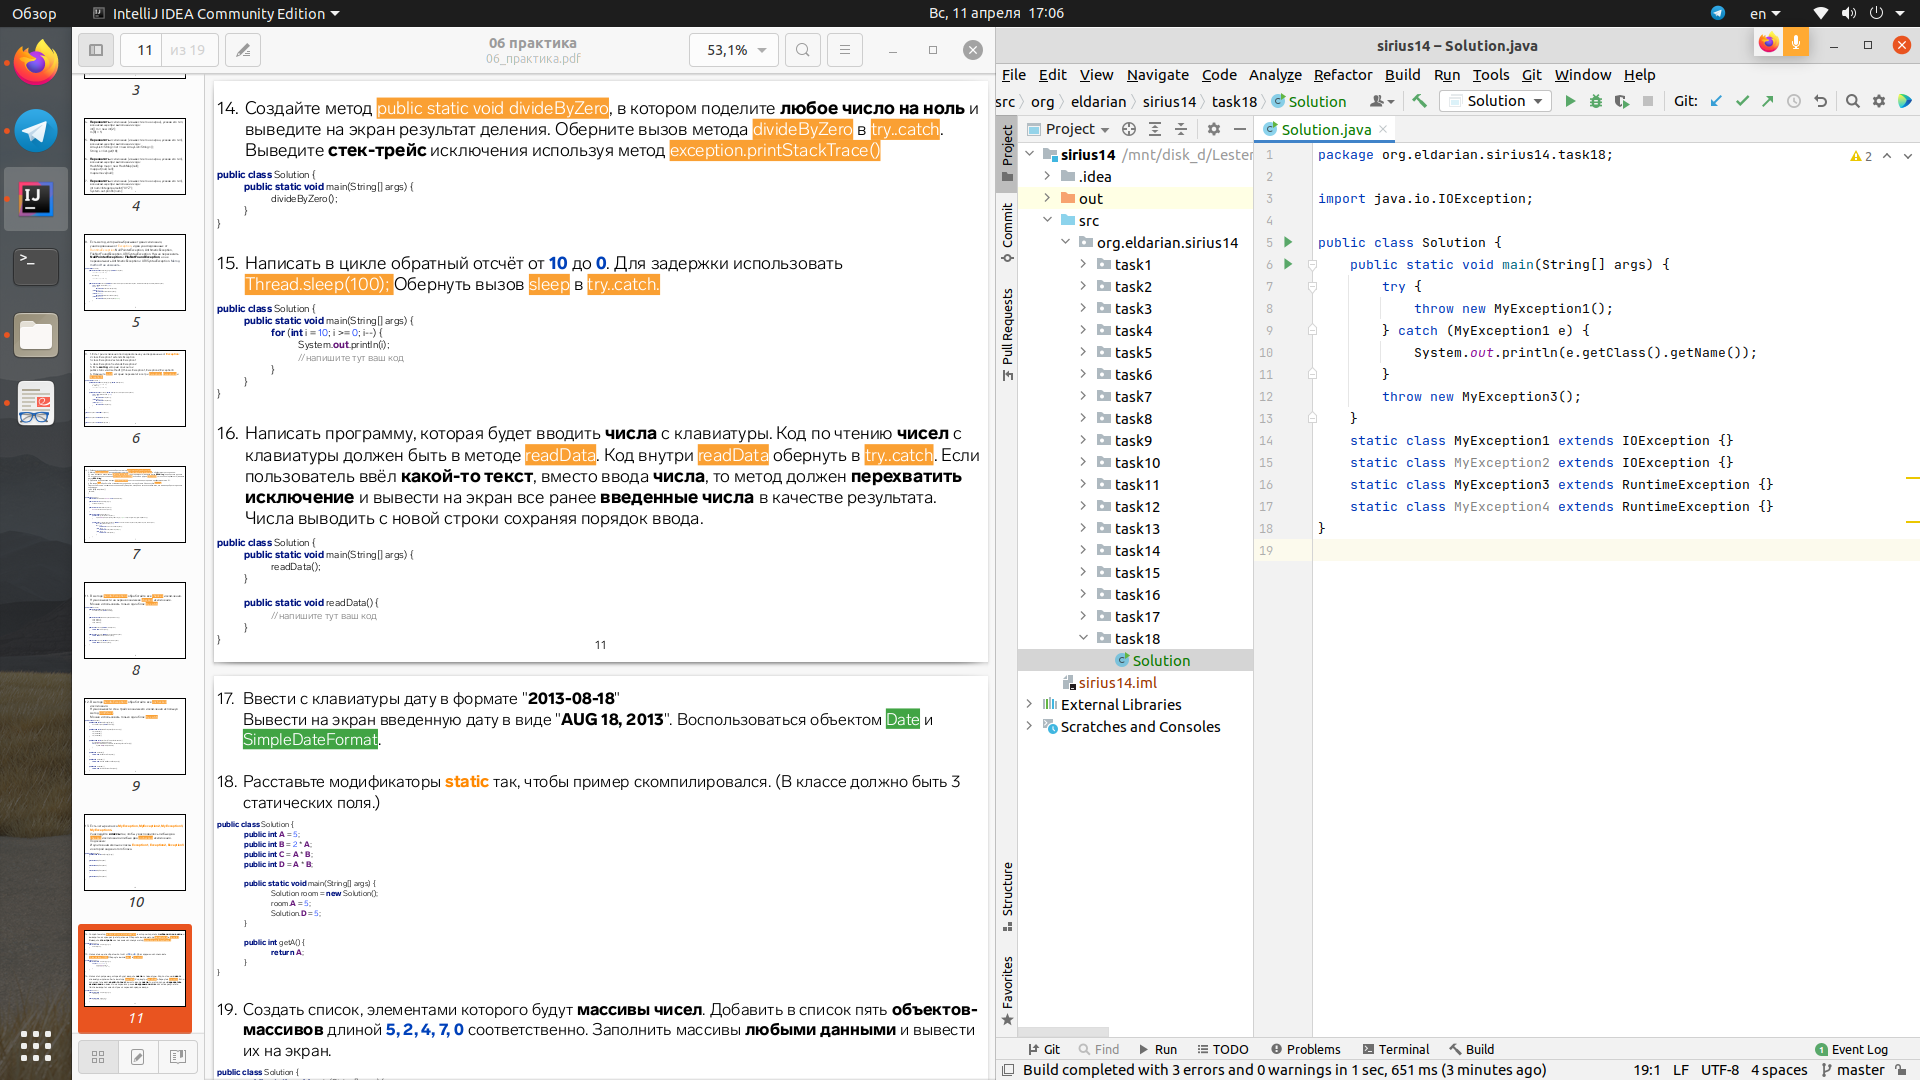 Обзор
IntelliJ IDEA Community Edition
Вс, 11 апреля 17:06
en
11 из 19
06 практика
06_практика.pdf
53,1%
3
4
5
6
7
8
9
10
11
14. Создайте метод public static void divideByZero, в котором поделите любое число на ноль и
выведите на экран результат деления. Оберните вызов метода divideByZero в try..catch.
Выведите стек-трейс исключения используя метод exception.printStackTrace()
public class Solution {
public static void main(String[] args) {
divideByZero();
}
}
15. Написать в цикле обратный отсчёт от 10 до 0. Для задержки использовать
Thread.sleep(100); Обернуть вызов sleep в try..catch.
public class Solution {
public static void main(String[] args) {
for (int i = 10; i >= 0; i--) {
System.out.println(i);
//напишите тут ваш код
}
}
}
16. Написать программу, которая будет вводить числа с клавиатуры. Код по чтению чисел с
клавиатуры должен быть в методе readData. Код внутри readData обернуть в try..catch. Если
пользователь ввёл какой-то текст, вместо ввода числа, то метод должен перехватить
исключение и вывести на экран все ранее введенные числа в качестве результата.
Числа выводить с новой строки сохраняя порядок ввода.
public class Solution {
public static void main(String[] args) {
readData();
}
public static void readData() {
//напишите тут ваш код
}
}
11
17. Ввести с клавиатуры дату в формате "2013-08-18"
Вывести на экран введенную дату в виде "AUG 18, 2013". Воспользоваться объектом Date и
SimpleDateFormat.
18. Расставьте модификаторы static так, чтобы пример скомпилировался. (В классе должно быть 3
статических поля.)
public class Solution {
public int A = 5;
public int B = 2 * A;
public int C = A * B;
public int D = A * B;
public static void main(String[] args) {
Solution room = new Solution();
room.A = 5;
Solution.D = 5;
}
public int getA() {
return A;
}
}
19. Создать список, элементами которого будут массивы чисел. Добавить в список пять объектов-
массивов длиной 5, 2, 4, 7, 0 соответственно. Заполнить массивы любыми данными и вывести
их на экран.
public class Solution {
sirius14 – Solution.java
File Edit View Navigate Code Analyze Refactor Build Run Tools Git Window Help
src org eldarian sirius14 task18 Solution
Solution
Git:
Project
Commit
Pull Requests
Structure
Favorites
Project
sirius14 /mnt/disk_d/Lester
.idea
out
src
org.eldarian.sirius14
task1
task2
task3
task4
task5
task6
task7
task8
task9
task10
task11
task12
task13
task14
task15
task16
task17
task18
Solution
sirius14.iml
External Libraries
Scratches and Consoles
Solution.java
2
1 package org.eldarian.sirius14.task18;
2
3 import java.io.IOException;
4
5 public class Solution {
6 public static void main(String[] args) {
7 try {
8 throw new MyException1();
9 } catch (MyException1 e) {
10 System.out.println(e.getClass().getName());
11 }
12 throw new MyException3();
13 }
14 static class MyException1 extends IOException {}
15 static class MyException2 extends IOException {}
16 static class MyException3 extends RuntimeException {}
17 static class MyException4 extends RuntimeException {}
18 }
19
Git Find Run TODO Problems Terminal Build
1 Event Log
Build completed with 3 errors and 0 warnings in 1 sec, 651 ms (3 minutes ago)
19:1 LF UTF-8 4 spaces master